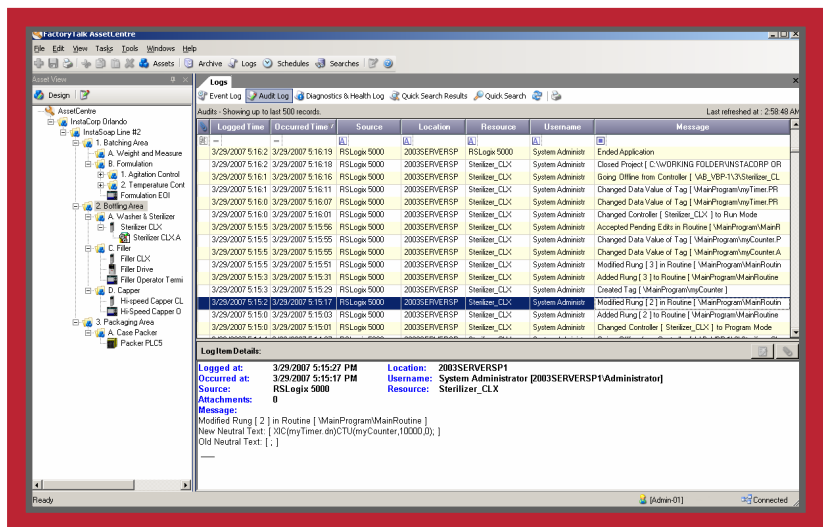 FactoryTalk AssetCentre
File Edit View Tasks Tools Windows Help
Assets Archive Logs Schedules Searches
Asset View
Logs
Design
Event Log Audit Log Diagnostics & Health Log Quick Search Results Quick Search
Audits - Showing up to last 500 records. Last refreshed at : 2:58:48 AM
Logged Time Occurred Time Source Location Resource Username Message
AssetCentre
InstaCorp Orlando
InstaSoap Line #2
1. Batching Area
A. Weight and Measure
B. Formulation
1. Agitation Control
2. Temperature Cont
Formulation EOI
2. Bottling Area
A. Washer & Sterilizer
Sterilizer CLX
Sterilizer CLX.A
C. Filler
Filler CLX
Filler Drive
Filler Operator Termi
D. Capper
Hi-speed Capper CL
Hi-Speed Capper O
3. Packaging Area
A. Case Packer
Packer PLC5
3/29/2007 5:16:2 3/29/2007 5:16:19 RSLogix 5000 2003SERVERSP RSLogix 5000 System Administr Ended Application
3/29/2007 5:16:2 3/29/2007 5:16:18 RSLogix 5000 2003SERVERSP Sterilizer_CLX System Administr Closed Project [ C:\WORKING FOLDER\INSTACORP OR
3/29/2007 5:16:1 3/29/2007 5:16:16 RSLogix 5000 2003SERVERSP Sterilizer_CLX System Administr Going Offline from Controller [ \AB_VBP-1\3\Sterilizer_CL
3/29/2007 5:16:1 3/29/2007 5:16:11 RSLogix 5000 2003SERVERSP Sterilizer_CLX System Administr Changed Data Value of Tag [ \MainProgram\myTimer.PR
3/29/2007 5:16:0 3/29/2007 5:16:07 RSLogix 5000 2003SERVERSP Sterilizer_CLX System Administr Changed Data Value of Tag [ \MainProgram\myTimer.PR
3/29/2007 5:16:0 3/29/2007 5:16:01 RSLogix 5000 2003SERVERSP Sterilizer_CLX System Administr Changed Controller [ Sterilizer_CLX ] to Run Mode
3/29/2007 5:15:5 3/29/2007 5:15:56 RSLogix 5000 2003SERVERSP Sterilizer_CLX System Administr Accepted Pending Edits in Routine [ \MainProgram\MainR
3/29/2007 5:15:5 3/29/2007 5:15:55 RSLogix 5000 2003SERVERSP Sterilizer_CLX System Administr Changed Data Value of Tag [ \MainProgram\myCounter.P
3/29/2007 5:15:5 3/29/2007 5:15:55 RSLogix 5000 2003SERVERSP Sterilizer_CLX System Administr Changed Data Value of Tag [ \MainProgram\myCounter.A
3/29/2007 5:15:5 3/29/2007 5:15:51 RSLogix 5000 2003SERVERSP Sterilizer_CLX System Administr Modified Rung [ 3 ] in Routine [ \MainProgram\MainRoutin
3/29/2007 5:15:3 3/29/2007 5:15:31 RSLogix 5000 2003SERVERSP Sterilizer_CLX System Administr Added Rung [ 3 ] to Routine [ \MainProgram\MainRoutine
3/29/2007 5:15:3 3/29/2007 5:15:29 RSLogix 5000 2003SERVERSP Sterilizer_CLX System Administr Created Tag [ \MainProgram\myCounter ]
3/29/2007 5:15:2 3/29/2007 5:15:17 RSLogix 5000 2003SERVERSP Sterilizer_CLX System Administr Modified Rung [ 2 ] in Routine [ \MainProgram\MainRoutin
3/29/2007 5:15:0 3/29/2007 5:15:03 RSLogix 5000 2003SERVERSP Sterilizer_CLX System Administr Added Rung [ 2 ] to Routine [ \MainProgram\MainRoutine
3/29/2007 5:15:0 3/29/2007 5:15:01 RSLogix 5000 2003SERVERSP Sterilizer_CLX System Administr Changed Controller [ Sterilizer_CLX ] to Program Mode
Log Item Details:
Logged at: 3/29/2007 5:15:27 PM Location: 2003SERVERSP1
Occurred at: 3/29/2007 5:15:17 PM Username: System Administrator [2003SERVERSP1\Administrator]
Source: RSLogix 5000 Resource: Sterilizer_CLX
Attachments: 0
Message:
Modified Rung [ 2 ] in Routine [ \MainProgram\MainRoutine ]
New Neutral Text: [ XIC(myTimer.dn)CTU(myCounter,10000,0); ]
Old Neutral Text: [ ; ]
Ready [Admin-01] Connected